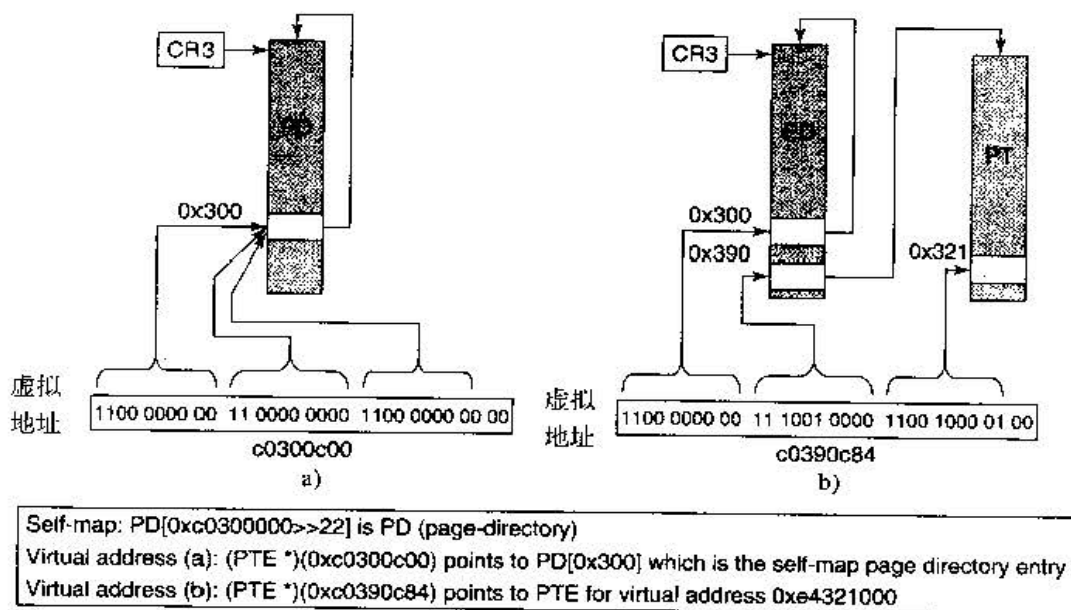 CR3
PD
0x300
虚拟
地址
1100 0000 00 11 0000 0000 1100 0000 00 00
c0300c00
a)
CR3
PD
PT
0x300
0x390
0x321
虚拟
地址
1100 0000 00 11 1001 0000 1100 1000 01 00
c0390c84
b)
Self-map: PD[0xc0300000>>22] is PD (page-directory)
Virtual address (a): (PTE *)(0xc0300c00) points to PD[0x300] which is the self-map page directory entry
Virtual address (b): (PTE *)(0xc0390c84) points to PTE for virtual address 0xe4321000